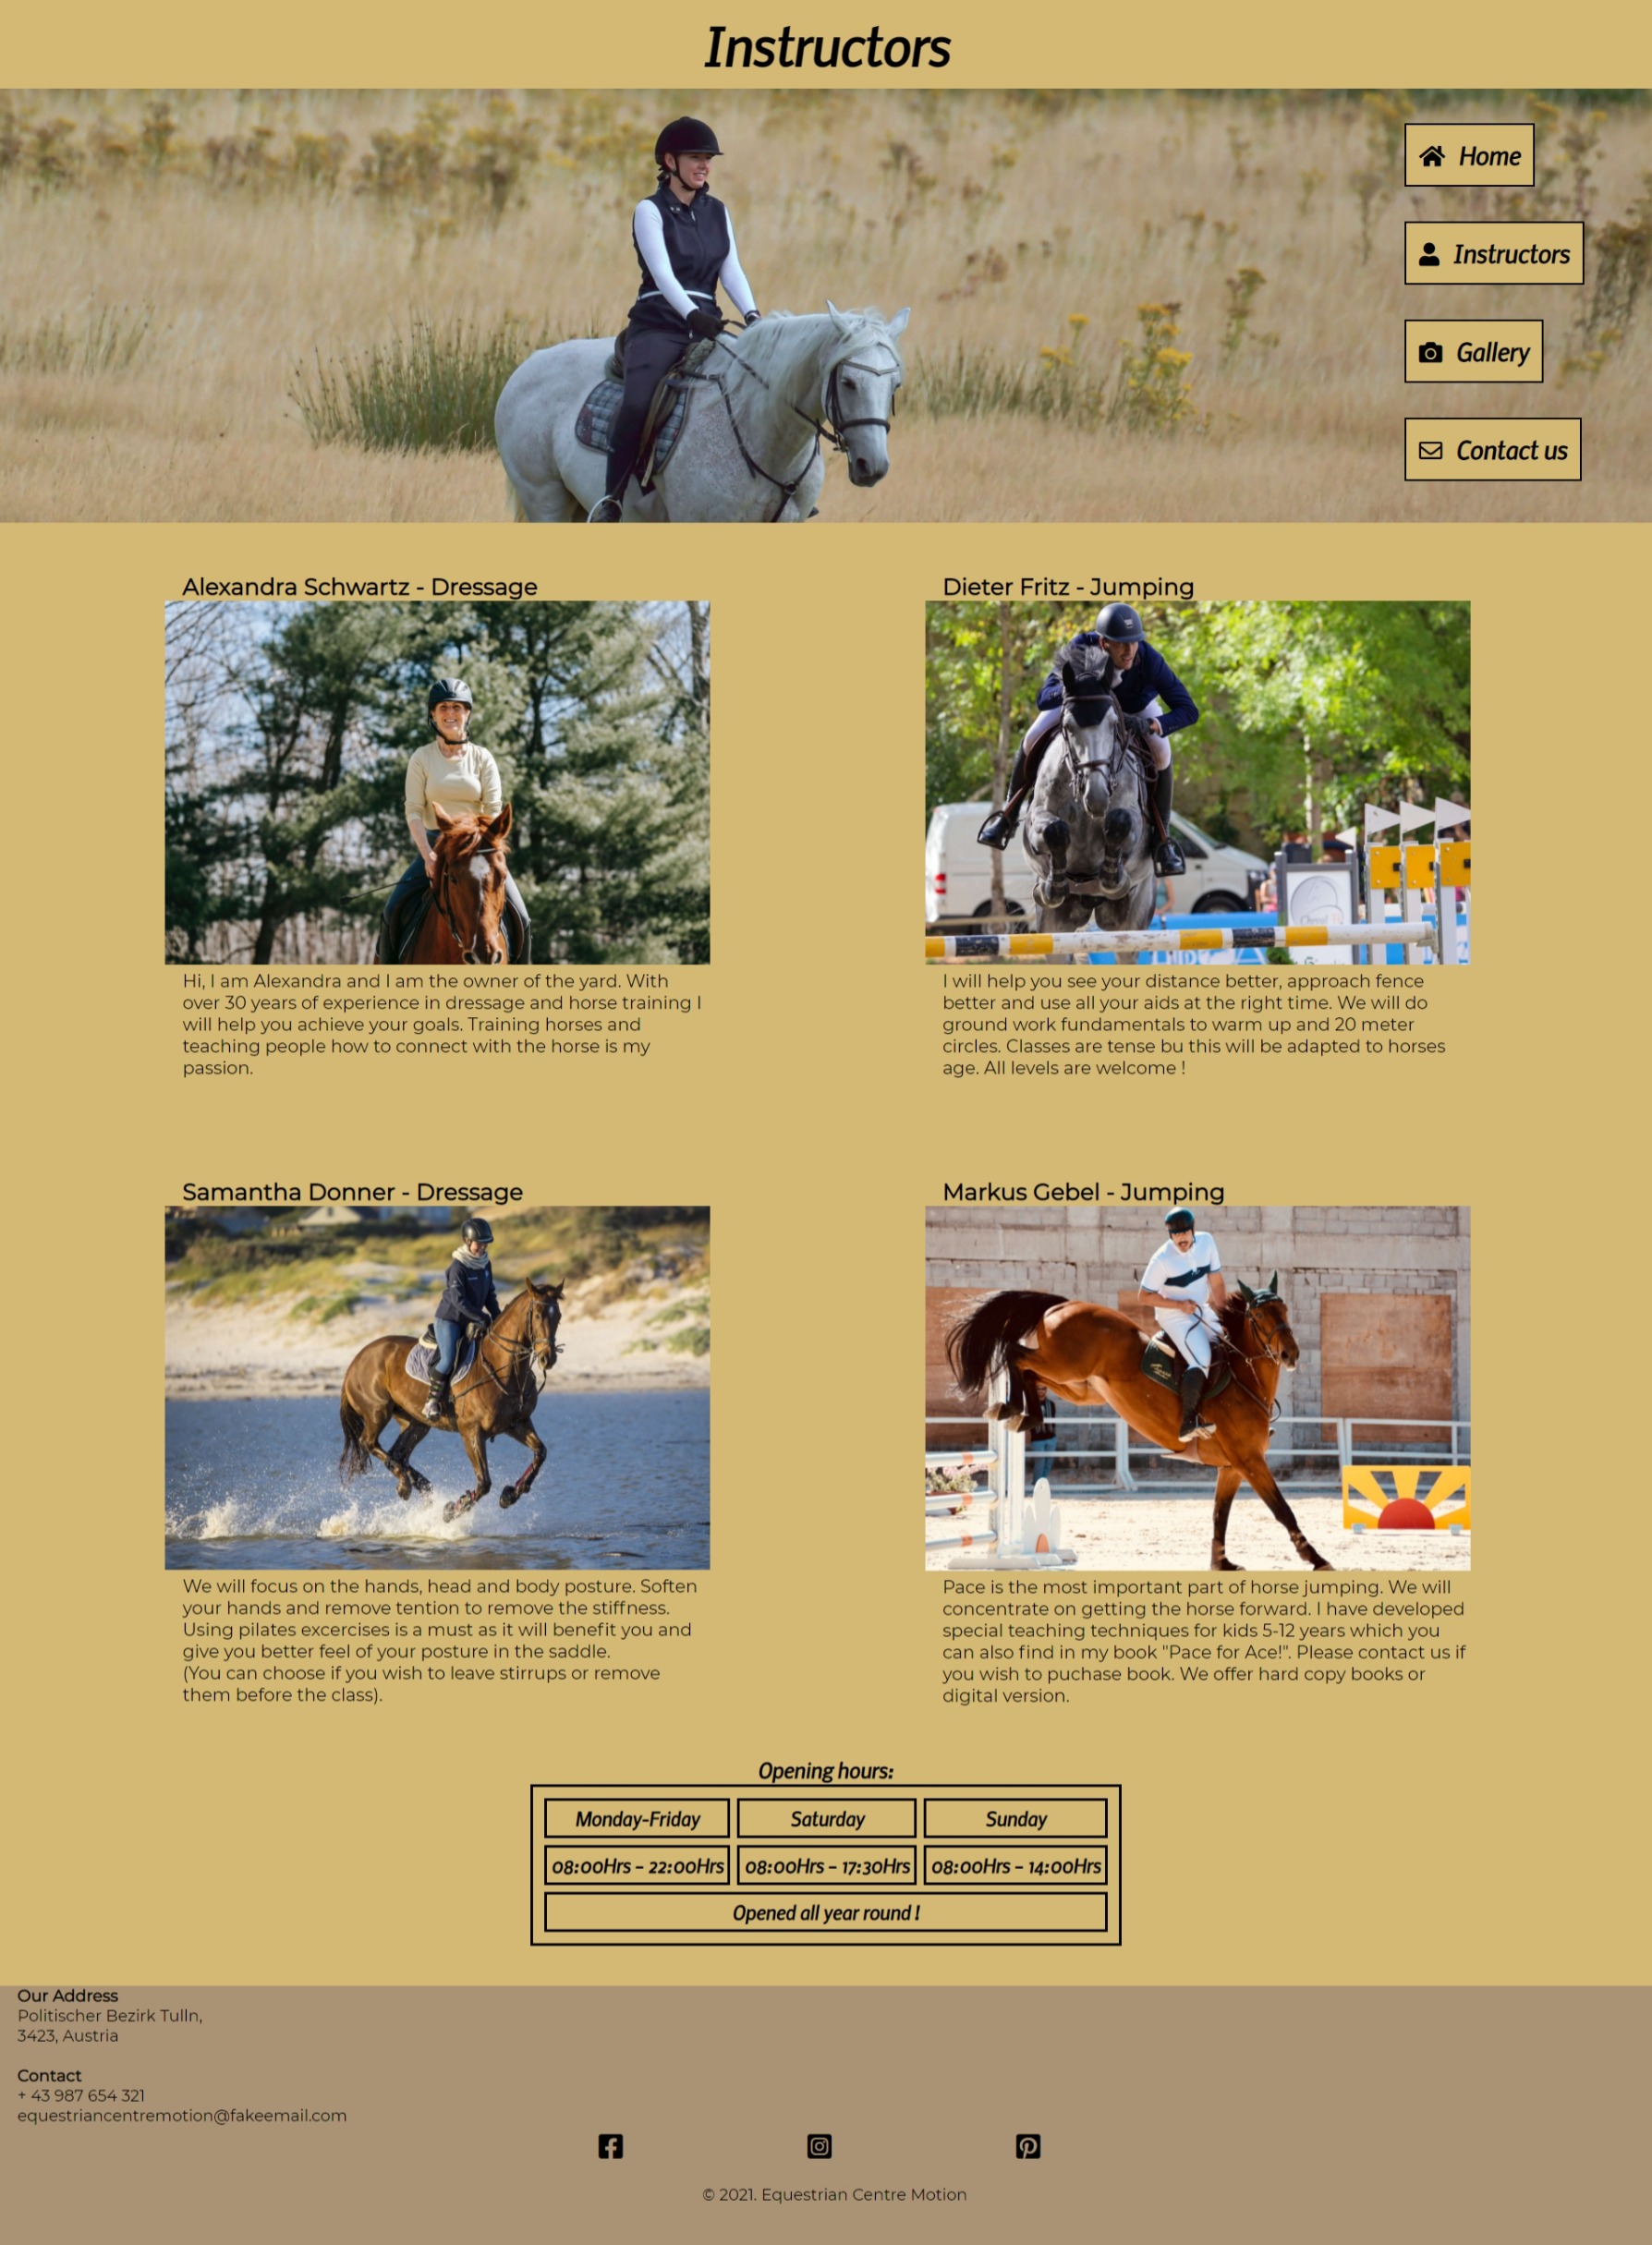 Instructors
Home
Instructors
Gallery
Contact us
Alexandra Schwartz - Dressage
Hi, I am Alexandra and I am the owner of the yard. With
over 30 years of experience in dressage and horse training I
will help you achieve your goals. Training horses and
teaching people how to connect with the horse is my
passion.
Dieter Fritz - Jumping
I will help you see your distance better, approach fence
better and use all your aids at the right time. We will do
ground work fundamentals to warm up and 20 meter
circles. Classes are tense bu this will be adapted to horses
age. All levels are welcome !
Samantha Donner - Dressage
We will focus on the hands, head and body posture. Soften
your hands and remove tention to remove the stiffness.
Using pilates excercises is a must as it will benefit you and
give you better feel of your posture in the saddle.
(You can choose if you wish to leave stirrups or remove
them before the class).
Markus Gebel - Jumping
Pace is the most important part of horse jumping. We will
concentrate on getting the horse forward. I have developed
special teaching techniques for kids 5-12 years which you
can also find in my book "Pace for Ace!". Please contact us if
you wish to puchase book. We offer hard copy books or
digital version.
Opening hours:
Monday-Friday Saturday Sunday
08:00Hrs - 22:00Hrs 08:00Hrs - 17:30Hrs 08:00Hrs - 14:00Hrs
Opened all year round !
Our Address
Politischer Bezirk Tulln,
3423, Austria
Contact
+ 43 987 654 321
equestriancentremotion@fakeemail.com
© 2021. Equestrian Centre Motion